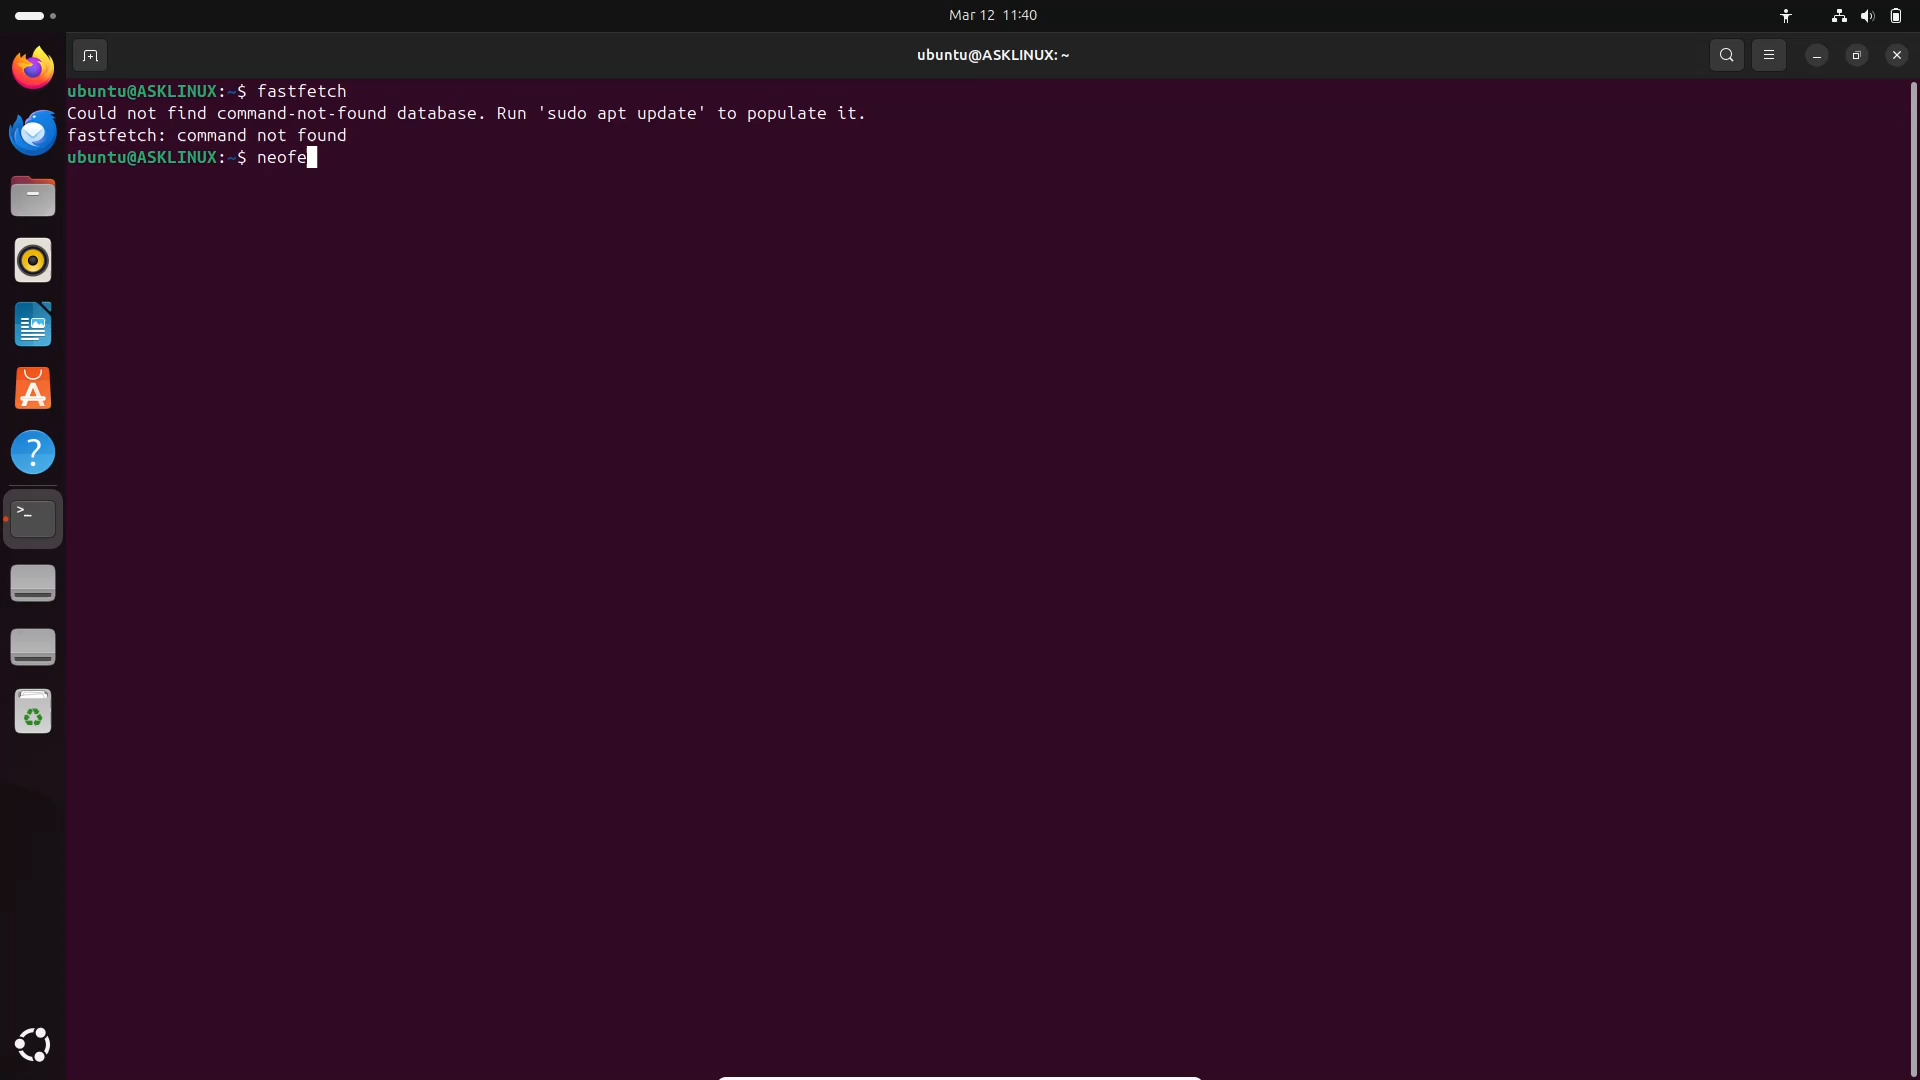 Mar 12 11:40
ubuntu@ASKLINUX: ~
ubuntu@ASKLINUX:~$ fastfetch
Could not find command-not-found database. Run 'sudo apt update' to populate it.
fastfetch: command not found
ubuntu@ASKLINUX:~$ neofe